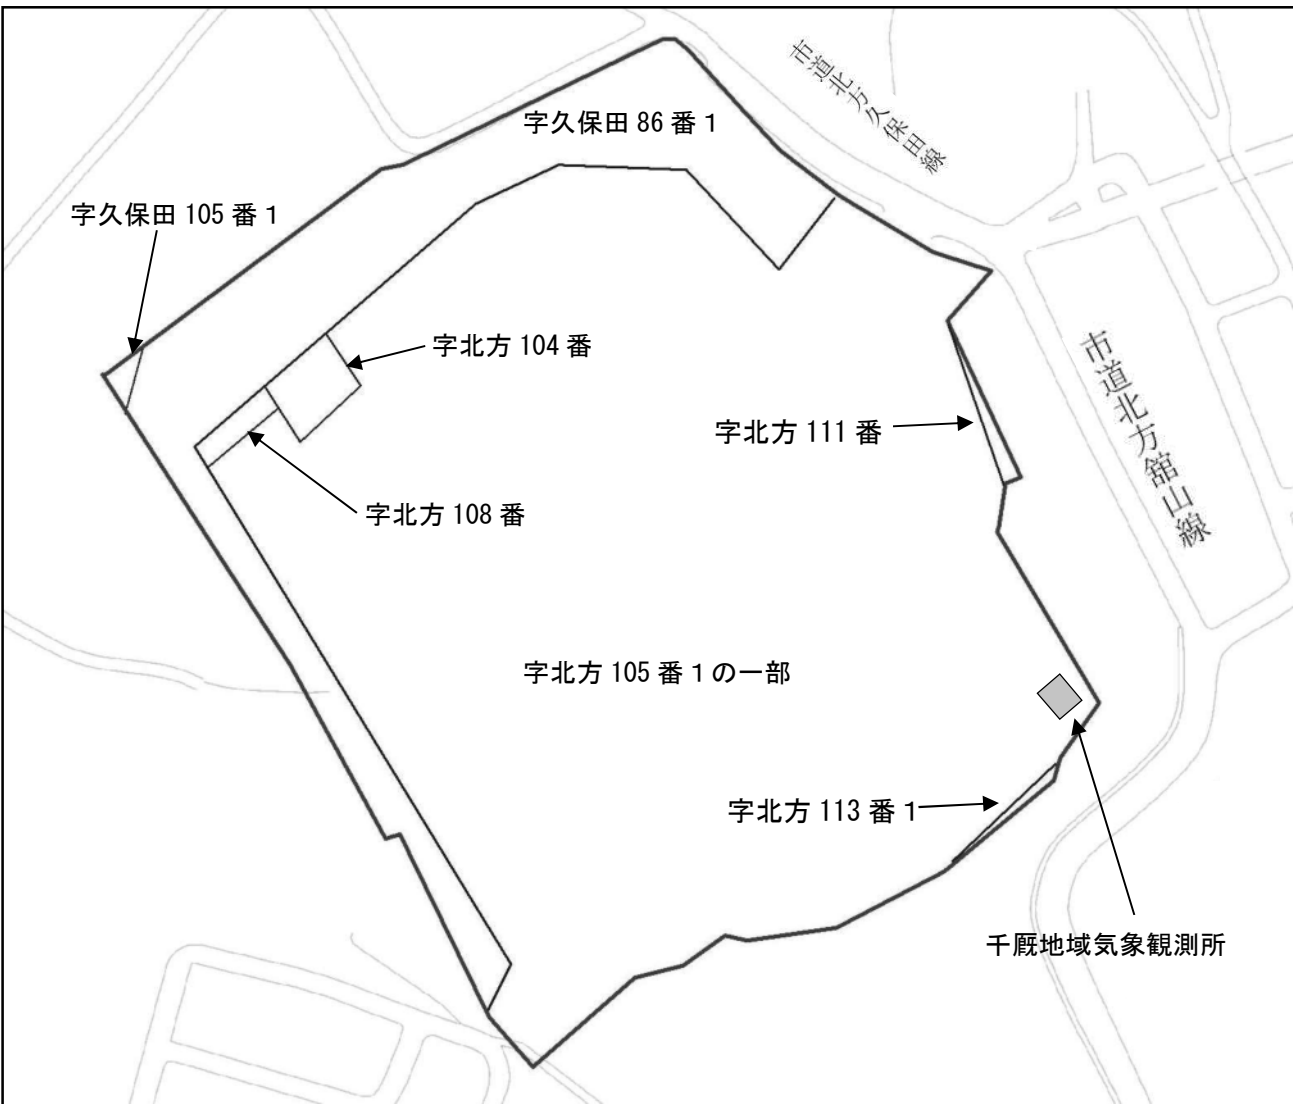 市道北方久保田線
字久保田 86 番 1
字久保田 105 番 1
字北方 104 番
市道北方舘山線
字北方 111 番
字北方 108 番
字北方 105 番 1 の一部
字北方 113 番 1
千厩地域気象観測所